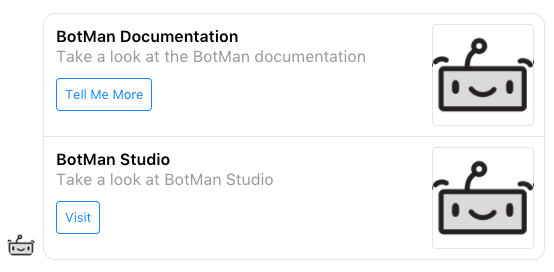 BotMan Documentation
Take a look at the BotMan documentation
Tell Me More
BotMan Studio
Take a look at BotMan Studio
Visit